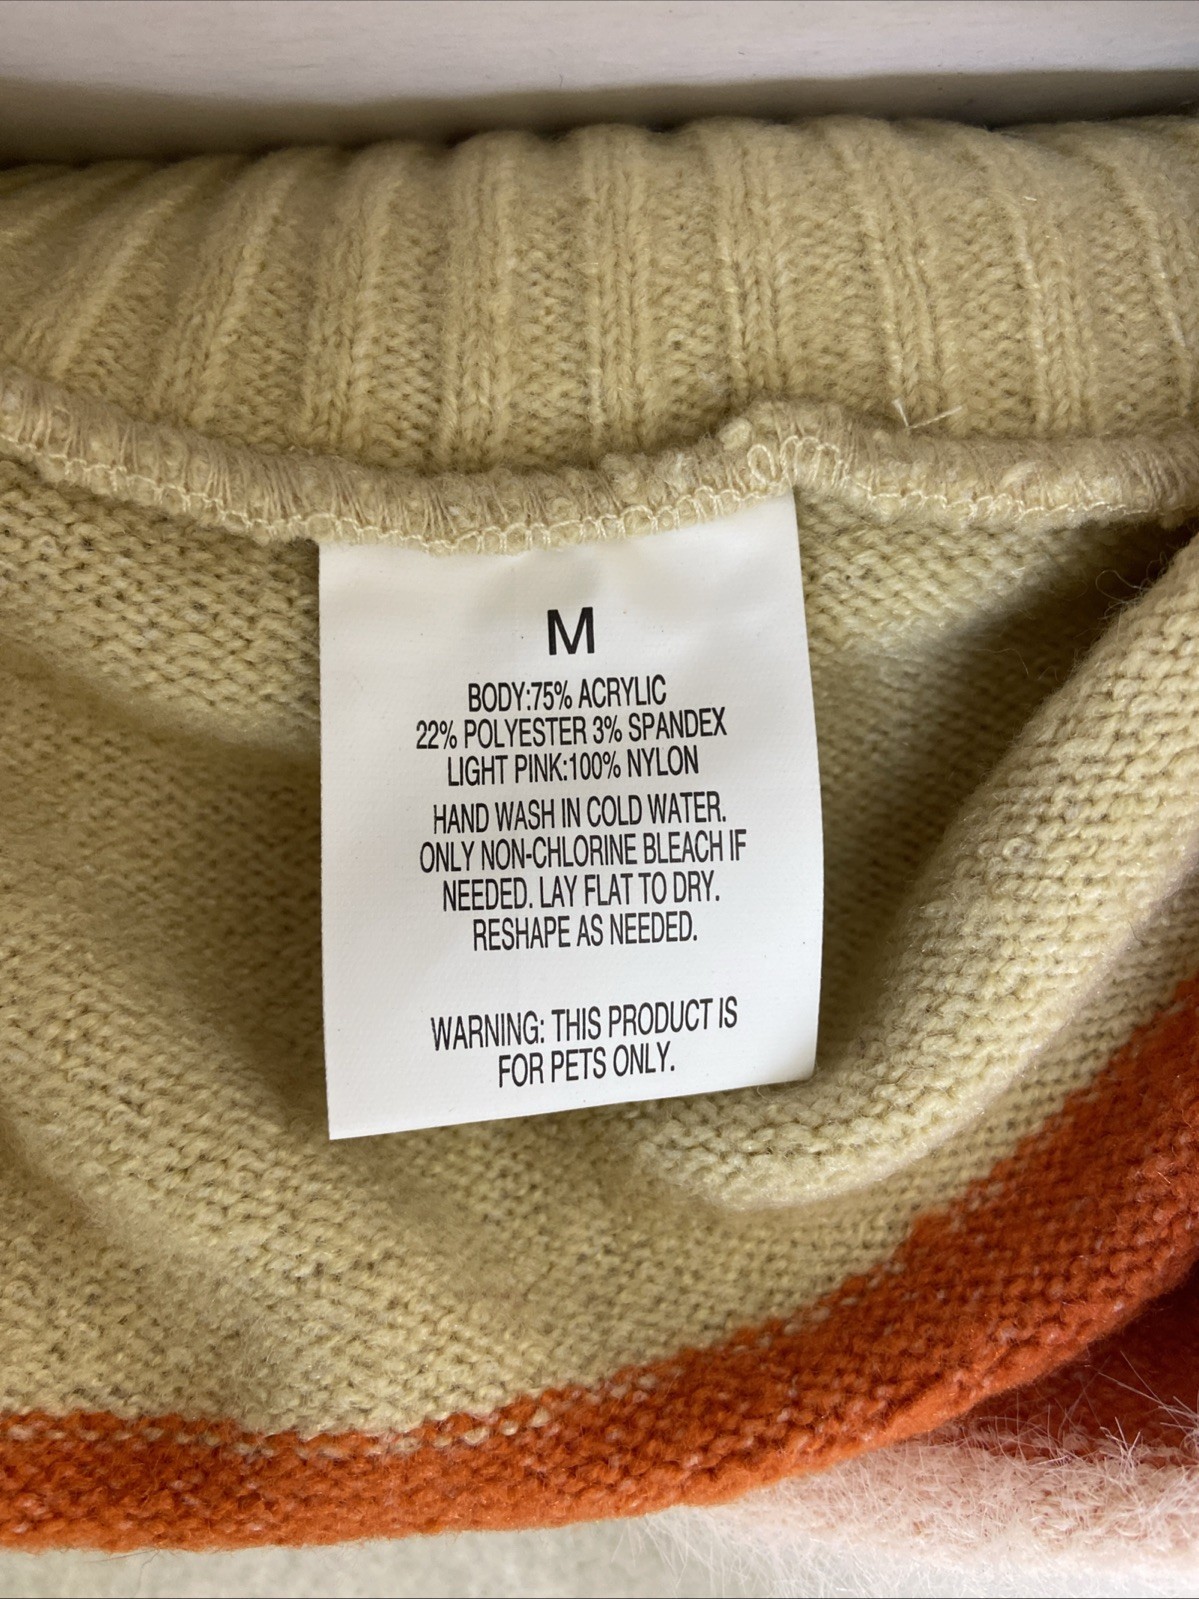 M
BODY:75% ACRYLIC
22% POLYESTER 3% SPANDEX
LIGHT PINK:100% NYLON
HAND WASH IN COLD WATER.
ONLY NON-CHLORINE BLEACH IF
NEEDED. LAY FLAT TO DRY.
RESHAPE AS NEEDED.
WARNING: THIS PRODUCT IS
FOR PETS ONLY.